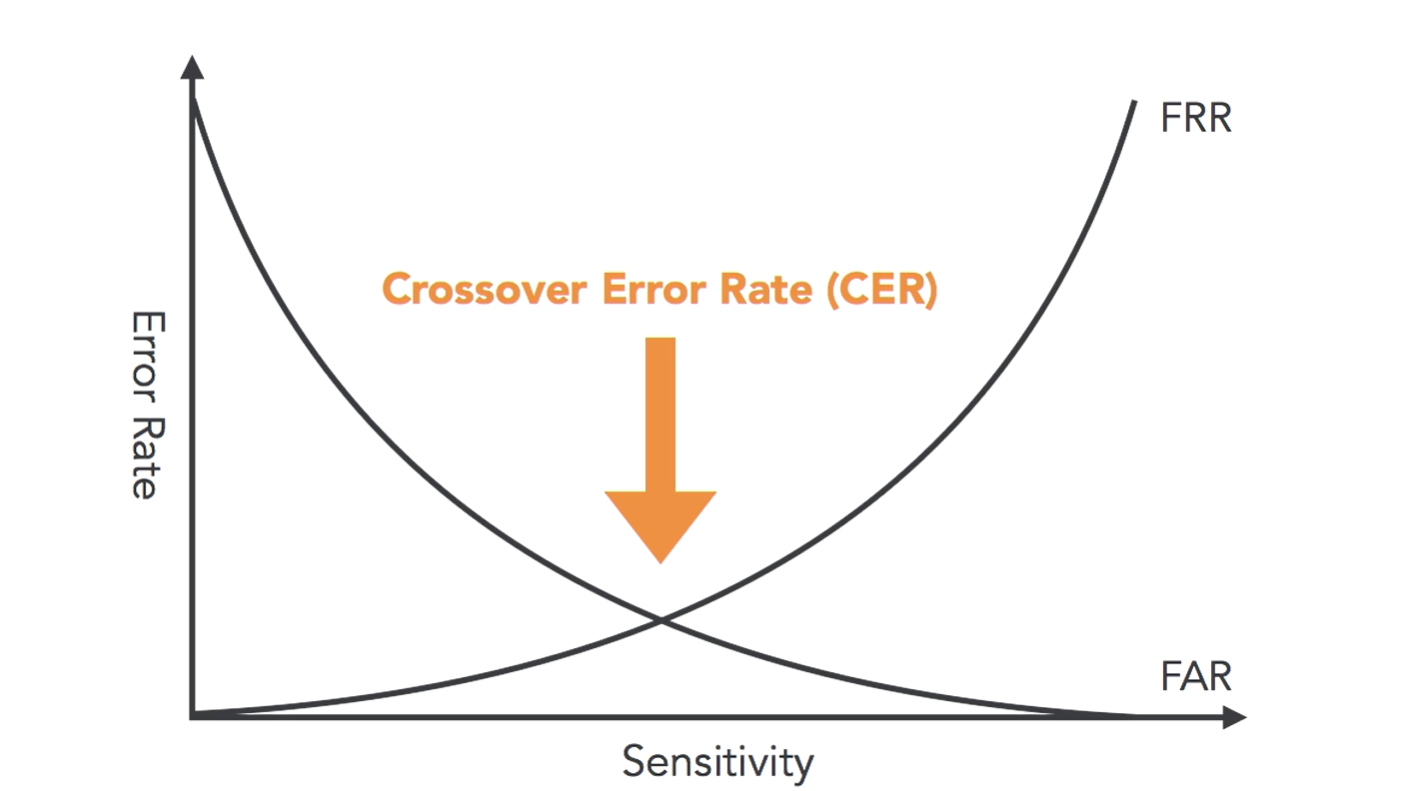 FRR
Crossover Error Rate (CER)
Error Rate
FAR
Sensitivity